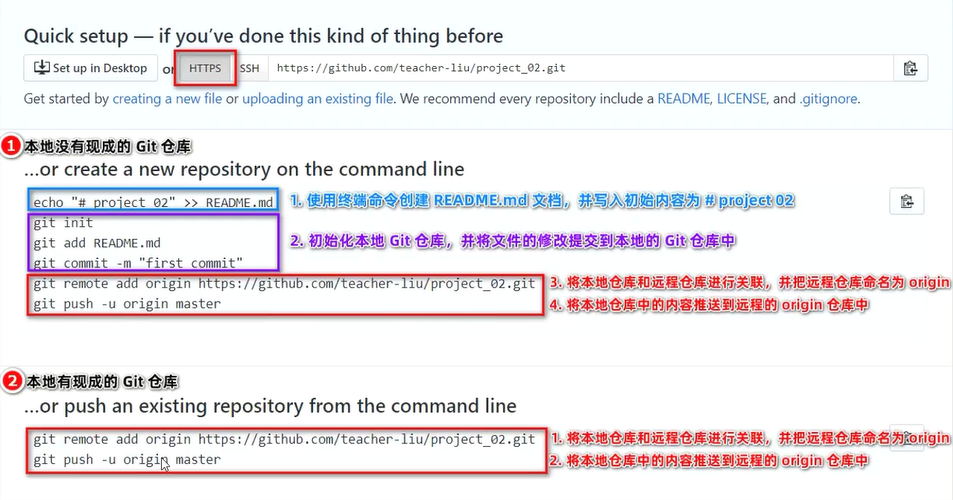 Quick setup — if you've done this kind of thing before
Set up in Desktop or HTTPS SSH https://github.com/teacher-liu/project_02.git
Get started by creating a new file or uploading an existing file. We recommend every repository include a README, LICENSE, and .gitignore.
1 本地没有现成的 Git 仓库
...or create a new repository on the command line
echo "# project_02" >> README.md 1. 使用终端命令创建 README.md 文档，并写入初始内容为 # project 02
git init
git add README.md 2. 初始化本地 Git 仓库，并将文件的修改提交到本地的 Git 仓库中
git commit -m "first commit"
git remote add origin https://github.com/teacher-liu/project_02.git 3. 将本地仓库和远程仓库进行关联，并把远程仓库命名为 origin
git push -u origin master 4. 将本地仓库中的内容推送到远程的 origin 仓库中
2 本地有现成的 Git 仓库
...or push an existing repository from the command line
git remote add origin https://github.com/teacher-liu/project_02.git 1. 将本地仓库和远程仓库进行关联，并把远程仓库命名为 origin
git push -u origin master 2. 将本地仓库中的内容推送到远程的 origin 仓库中